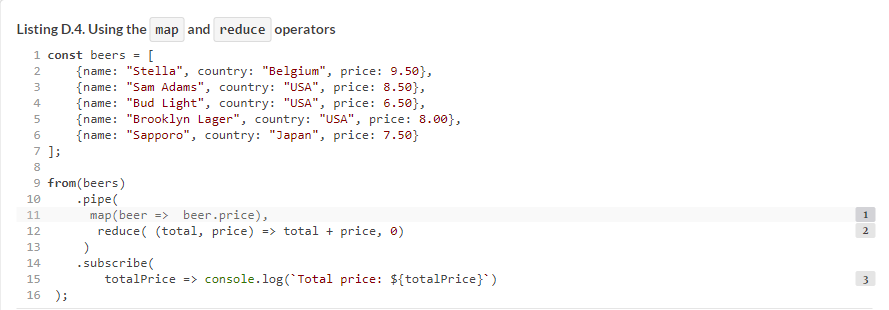 Listing D.4. Using the map and reduce operators
1 const beers = [
2     {name: "Stella", country: "Belgium", price: 9.50},
3     {name: "Sam Adams", country: "USA", price: 8.50},
4     {name: "Bud Light", country: "USA", price: 6.50},
5     {name: "Brooklyn Lager", country: "USA", price: 8.00},
6     {name: "Sapporo", country: "Japan", price: 7.50}
7 ];
8
9 from(beers)
10     .pipe(
11       map(beer =>  beer.price), 1
12        reduce( (total, price) => total + price, 0) 2
13      )
14     .subscribe(
15         totalPrice => console.log(`Total price: ${totalPrice}`) 3
16  );